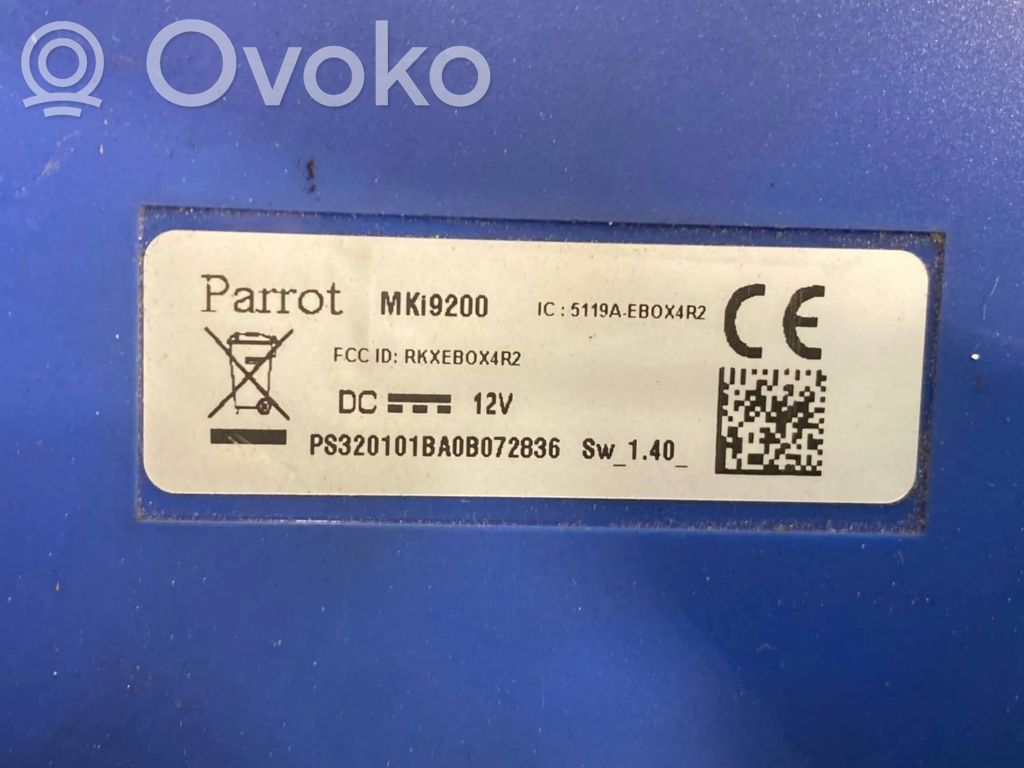 Ovoko
Parrot MKi9200 IC : 5119A-EBOX4R2
FCC ID: RKXEBOX4R2
DC 12V
PS320101BA0B072836 Sw_1.40_